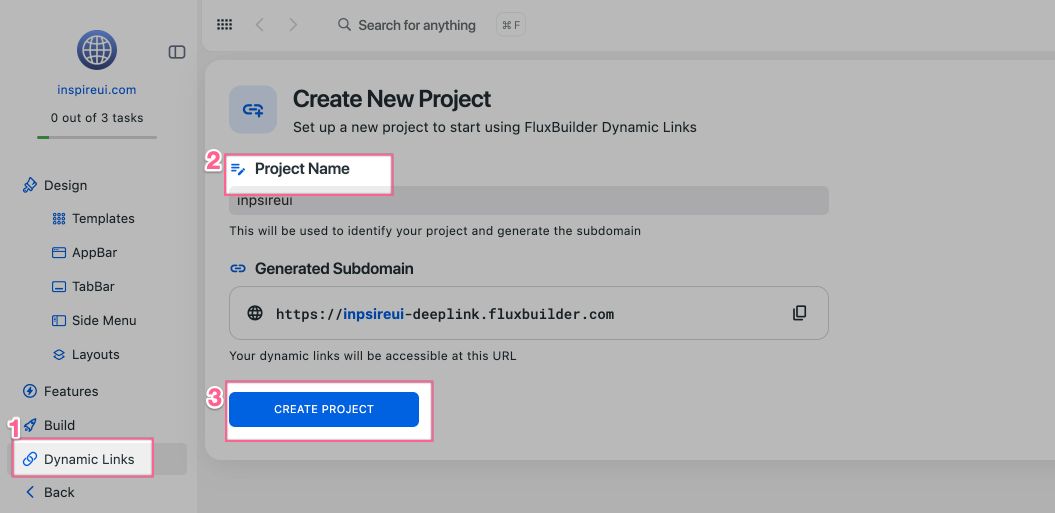 Search for anything
⌘ F
inspireui.com
0 out of 3 tasks
Design
Templates
AppBar
TabBar
Side Menu
Layouts
Features
Build
1
Dynamic Links
Back
Create New Project
Set up a new project to start using FluxBuilder Dynamic Links
2
Project Name
inpsireui
This will be used to identify your project and generate the subdomain
Generated Subdomain
https://inpsireui-deeplink.fluxbuilder.com
Your dynamic links will be accessible at this URL
3
CREATE PROJECT